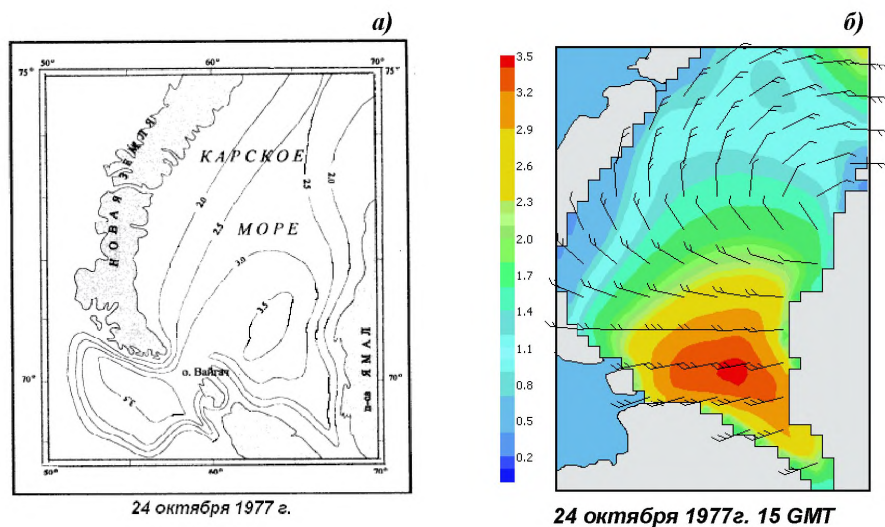 а)
50° 60° 70°
75° 75°
НОВАЯ ЗЕМЛЯ
КАРСКОЕ
МОРЕ
2.0
2.5
2.5
2.0
3.0
3.5
3.5
о. Вайгач
п-ов ЯМАЛ
70° 70°
50° 60° 70°
24 октября 1977 г.
б)
3.5
3.2
2.9
2.6
2.3
2.0
1.7
1.4
1.1
0.8
0.5
0.2
24 октября 1977г. 15 GMT